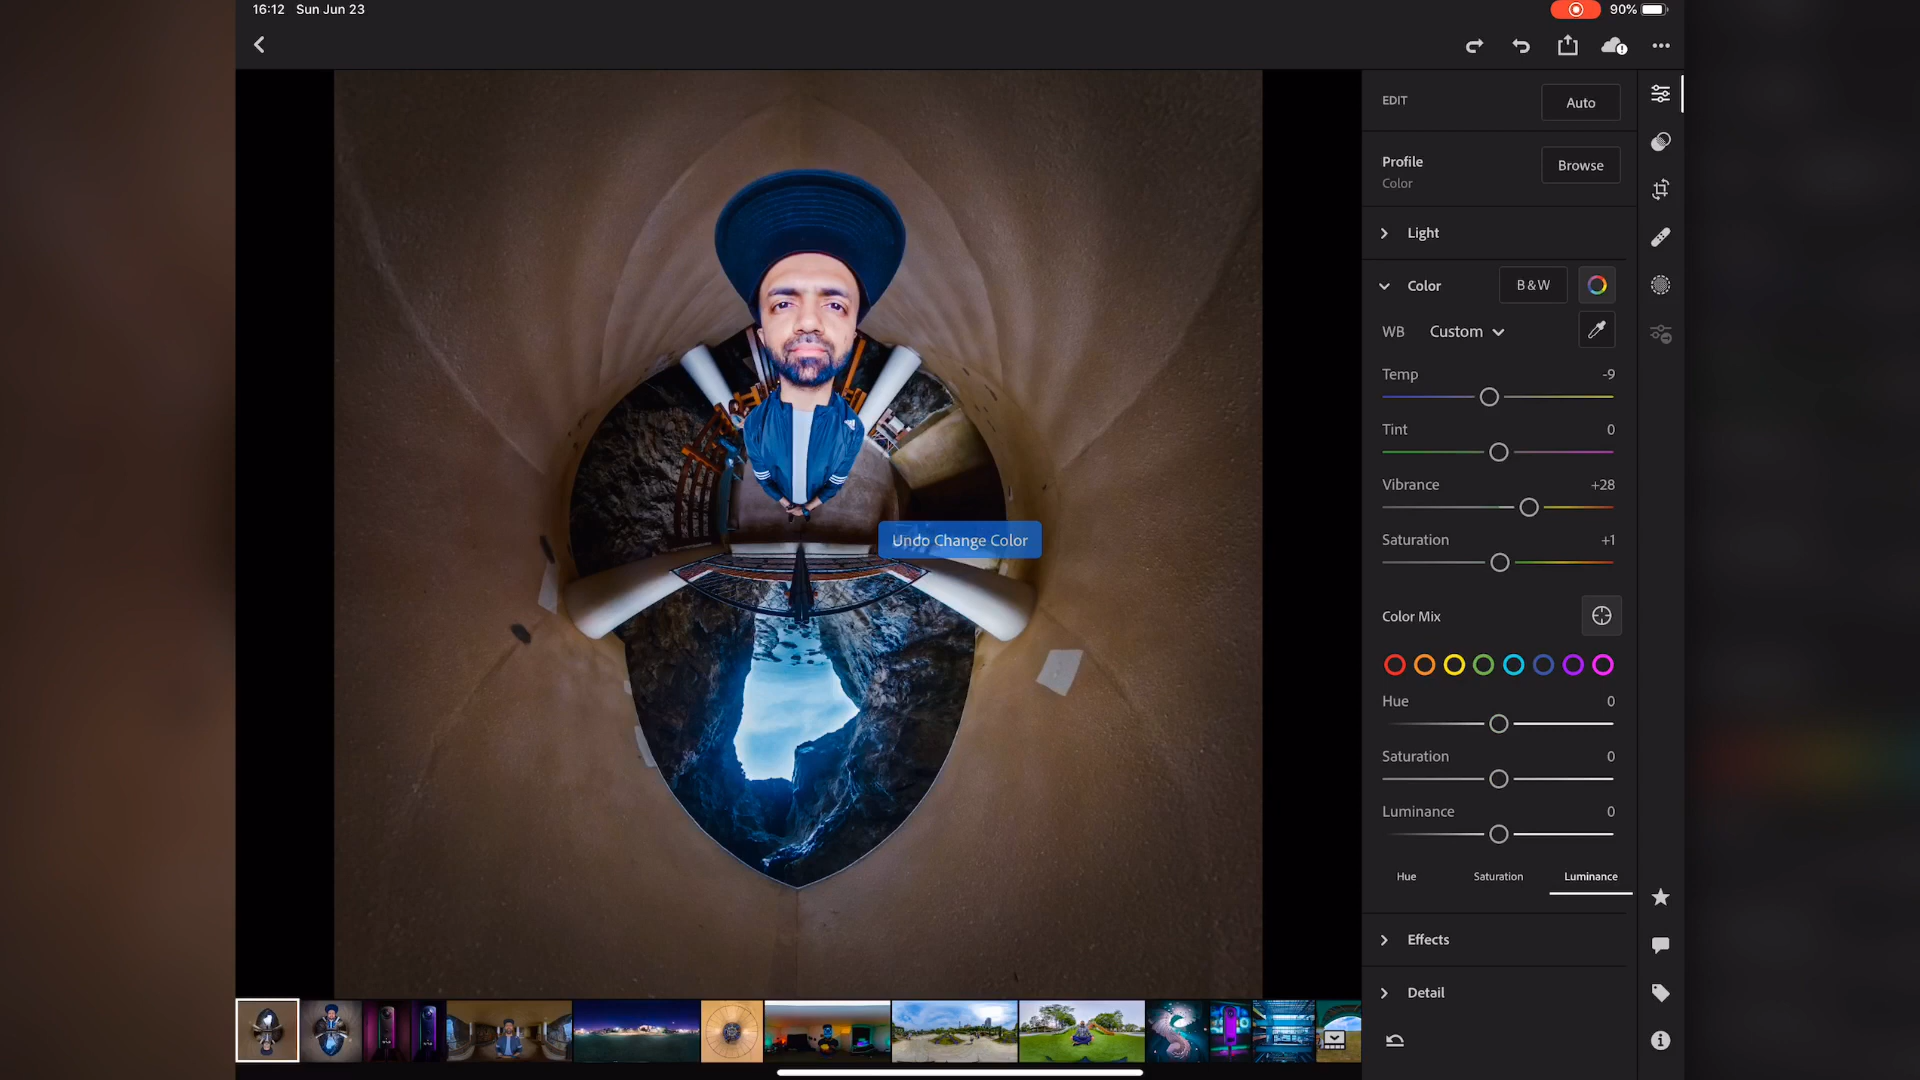 16:12 Sun Jun 23
90%
EDIT
Auto
Profile
Color
Browse
Light
Color
B&W
WB
Custom
Temp
-9
Tint
0
Vibrance
+28
Saturation
+1
Undo Change Color
Color Mix
Hue
0
Saturation
0
Luminance
0
Hue
Saturation
Luminance
Effects
Detail